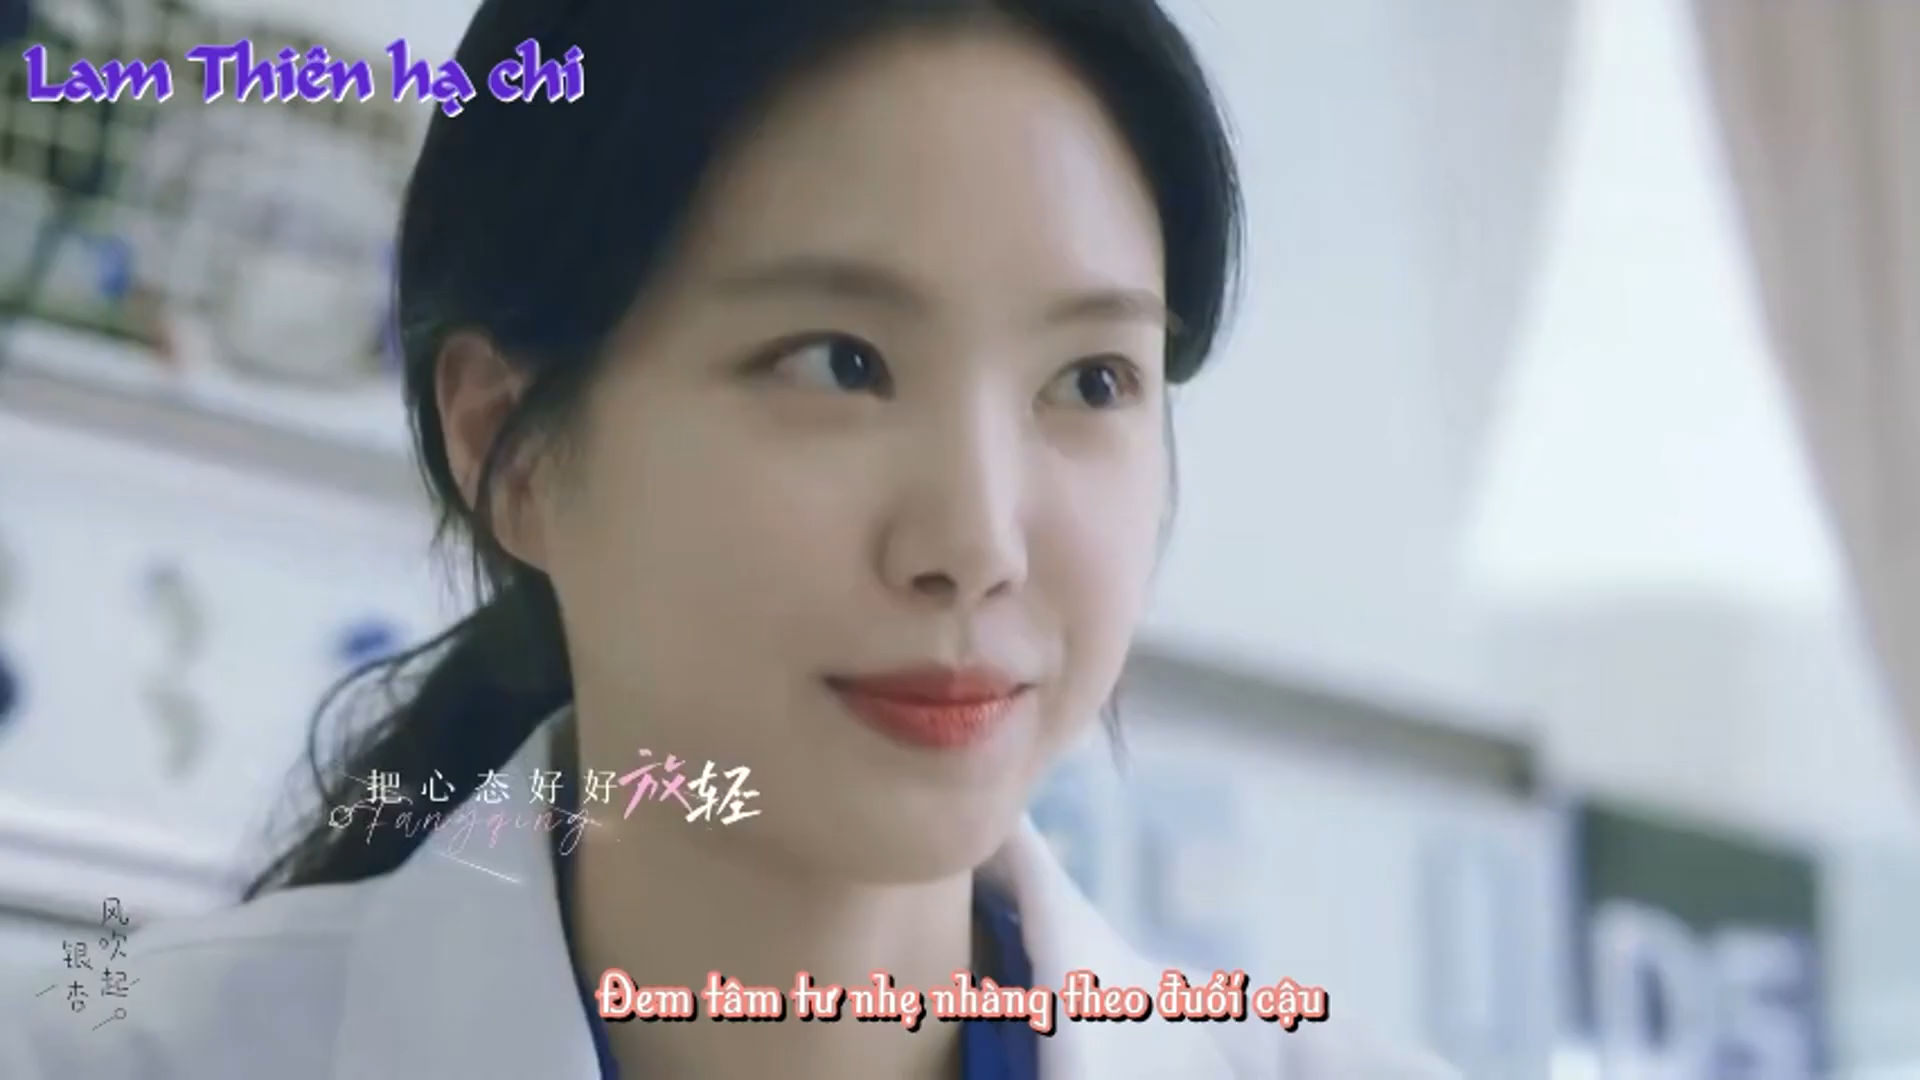 Lam Thiên hạ chí
把心态好好放轻
Fangqing
风吹起
银杏
Đem tâm tư nhẹ nhàng theo đuổi cậu